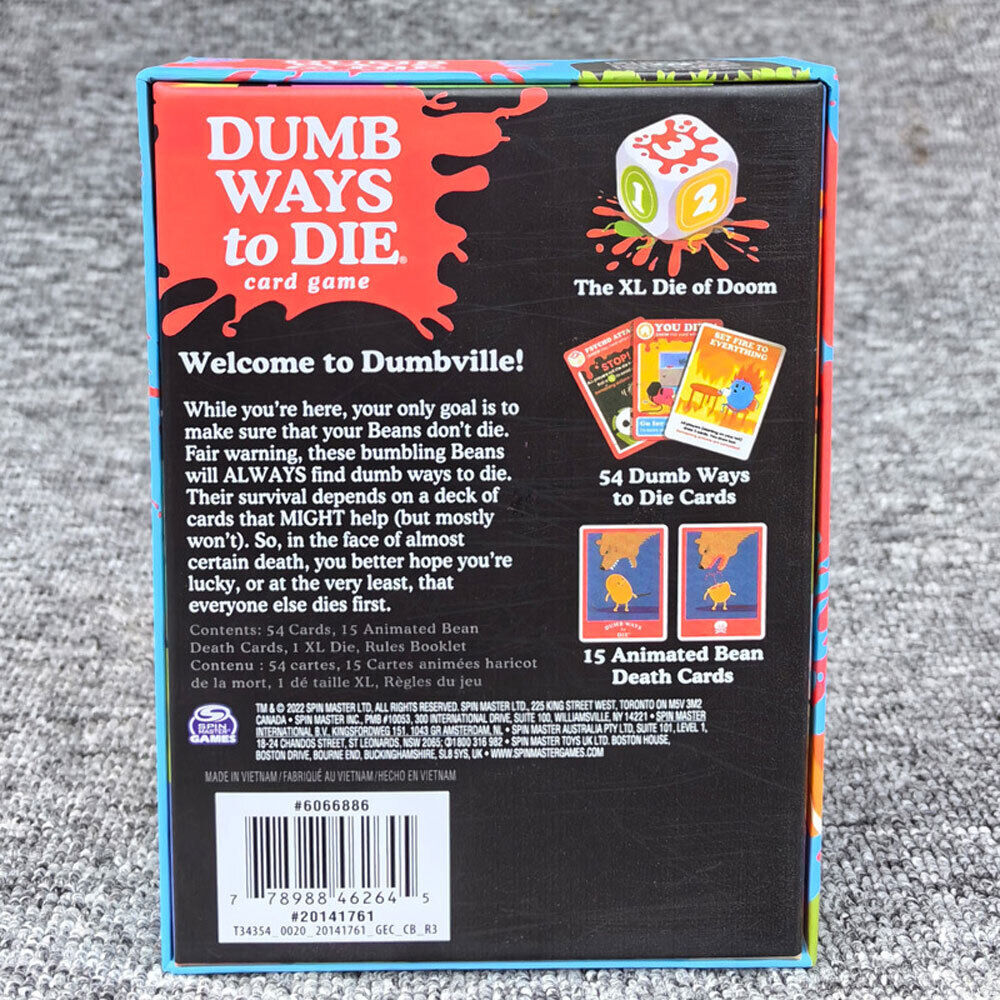 DUMB
WAYS
to DIE®
card game
Welcome to Dumbville!
While you're here, your only goal is to
make sure that your Beans don't die.
Fair warning, these bumbling Beans
will ALWAYS find dumb ways to die.
Their survival depends on a deck of
cards that MIGHT help (but mostly
won't). So, in the face of almost
certain death, you better hope you're
lucky, or at the very least, that
everyone else dies first.
Contents: 54 Cards, 15 Animated Bean
Death Cards, 1 XL Die, Rules Booklet
Contenu : 54 cartes, 15 Cartes animées haricot
de la mort, 1 dé taille XL, Règles du jeu
3
1
2
The XL Die of Doom
PSYCHO ATTA
STOP!
YOU DI
SET FIRE TO
EVERYTHING
54 Dumb Ways
to Die Cards
DUMB WAYS
to
DIE
15 Animated Bean
Death Cards
SPIN
MASTER
GAMES
TM & © 2022 SPIN MASTER LTD, ALL RIGHTS RESERVED. SPIN MASTER LTD., 225 KING STREET WEST, TORONTO ON M5V 3M2
CANADA • SPIN MASTER INC., PMB #10053, 300 INTERNATIONAL DRIVE, SUITE 100, WILLIAMSVILLE, NY 14221 • SPIN MASTER
INTERNATIONAL B.V. KINGSFORDWEG 151, 1043 GR AMSTERDAM, NL • SPIN MASTER AUSTRALIA PTY LTD, SUITE 101, LEVEL 1,
18-24 CHANDOS STREET, ST LEONARDS, NSW 2065; ✆1800 316 982 • SPIN MASTER TOYS UK LTD. BOSTON HOUSE,
BOSTON DRIVE, BOURNE END, BUCKINGHAMSHIRE, SL8 5YS, UK • WWW.SPINMASTERGAMES.COM
MADE IN VIETNAM/FABRIQUÉ AU VIETNAM/HECHO EN VIETNAM
#6066886
7 78988 46264 5
#20141761
T34354_0020_20141761_GEC_CB_R3